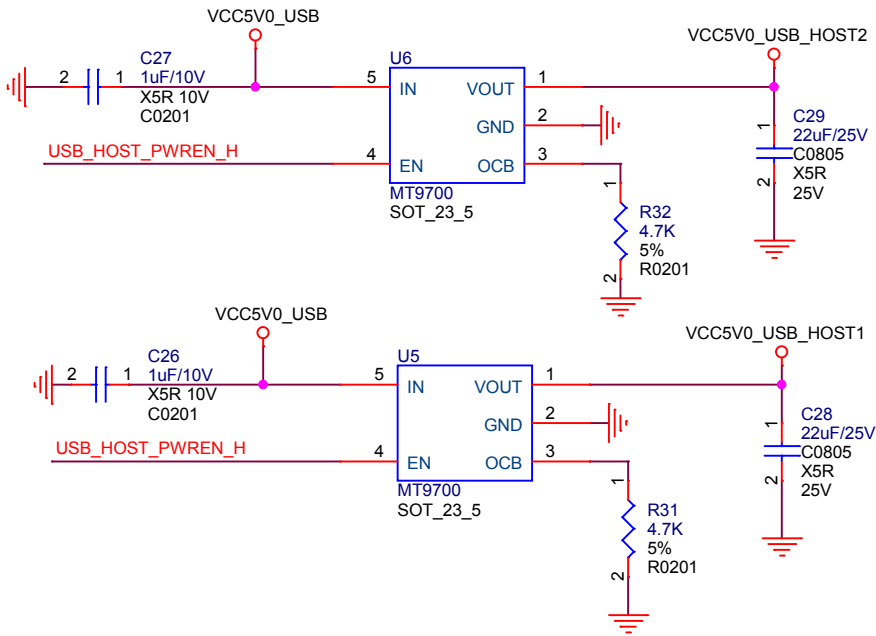 VCC5V0_USB
VCC5V0_USB_HOST2
C27
1uF/10V
X5R 10V
C0201
2
1
U6
5
IN
VOUT
1
GND
2
USB_HOST_PWREN_H
4
EN
OCB
3
MT9700
SOT_23_5
1
R32
4.7K
5%
R0201
2
1
C29
22uF/25V
C0805
X5R
25V
2
VCC5V0_USB
VCC5V0_USB_HOST1
C26
1uF/10V
X5R 10V
C0201
2
1
U5
5
IN
VOUT
1
GND
2
USB_HOST_PWREN_H
4
EN
OCB
3
MT9700
SOT_23_5
1
R31
4.7K
5%
R0201
2
1
C28
22uF/25V
C0805
X5R
25V
2